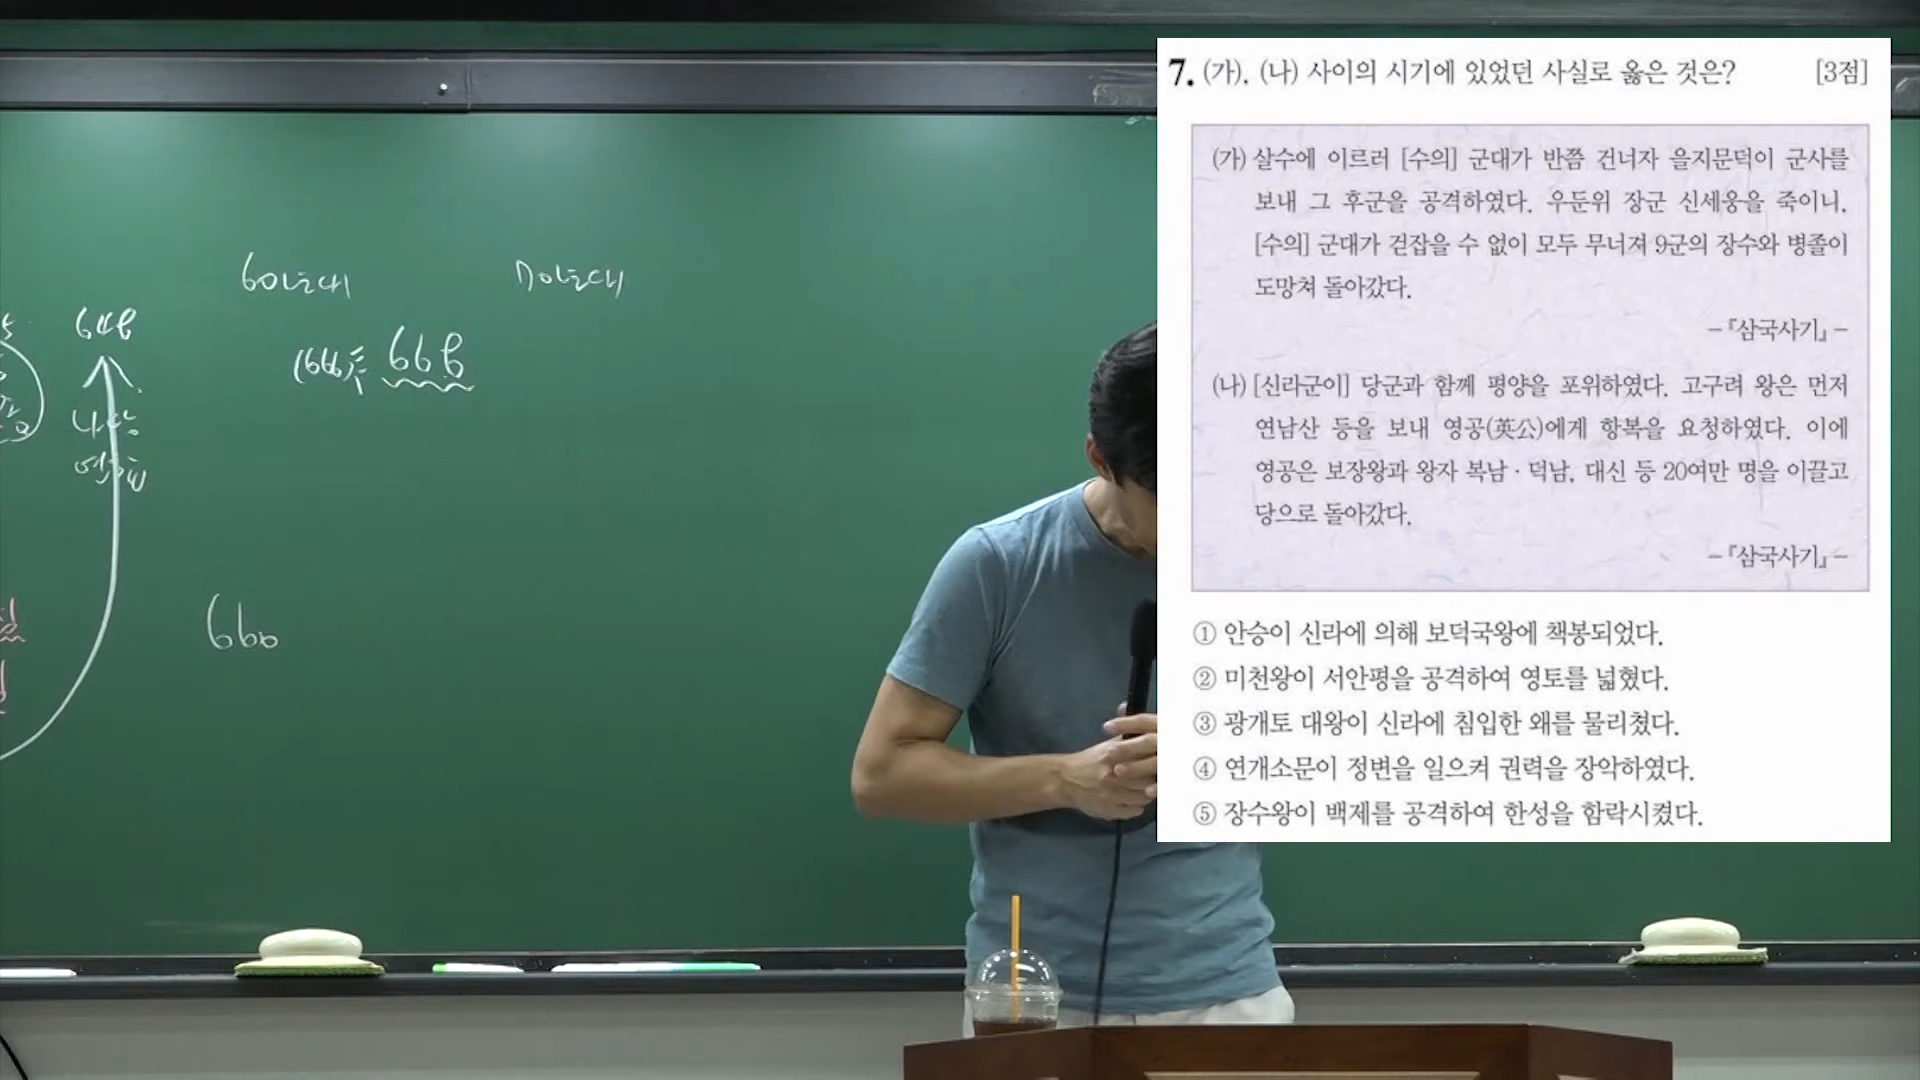 648
나당
연합
60년대
70년대
(666) 668
660
7. (가), (나) 사이의 시기에 있었던 사실로 옳은 것은? [3점]
(가) 살수에 이르러 [수의] 군대가 반쯤 건너자 을지문덕이 군사를
보내 그 후군을 공격하였다. 우둔위 장군 신세웅을 죽이니,
[수의] 군대가 걷잡을 수 없이 모두 무너져 9군의 장수와 병졸이
도망쳐 돌아갔다.
-『삼국사기』-
(나) [신라군이] 당군과 함께 평양을 포위하였다. 고구려 왕은 먼저
연남산 등을 보내 영공(英公)에게 항복을 요청하였다. 이에
영공은 보장왕과 왕자 복남·덕남, 대신 등 20여만 명을 이끌고
당으로 돌아갔다.
-『삼국사기』-
① 안승이 신라에 의해 보덕국왕에 책봉되었다.
② 미천왕이 서안평을 공격하여 영토를 넓혔다.
③ 광개토 대왕이 신라에 침입한 왜를 물리쳤다.
④ 연개소문이 정변을 일으켜 권력을 장악하였다.
⑤ 장수왕이 백제를 공격하여 한성을 함락시켰다.